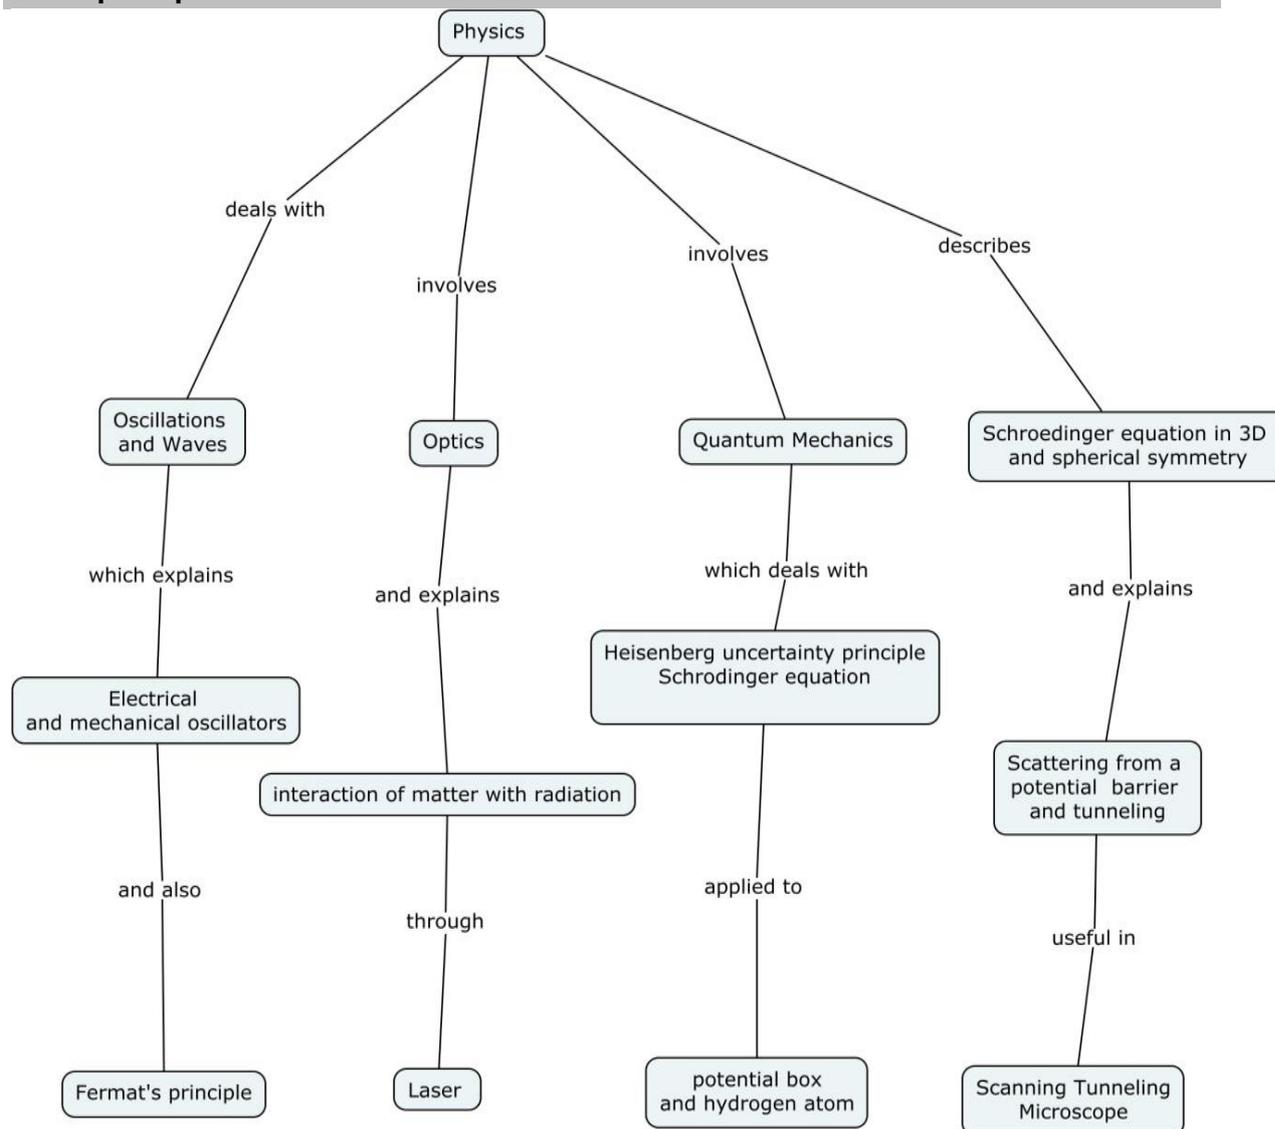 Physics
deals with
describes
involves
involves
Oscillations
and Waves
Optics
Quantum Mechanics
Schroedinger equation in 3D
and spherical symmetry
which explains
and explains
which deals with
and explains
Heisenberg uncertainty principle
Schrodinger equation
Electrical
and mechanical oscillators
interaction of matter with radiation
Scattering from a
potential barrier
and tunneling
and also
through
applied to
useful in
Fermat's principle
Laser
potential box
and hydrogen atom
Scanning Tunneling
Microscope